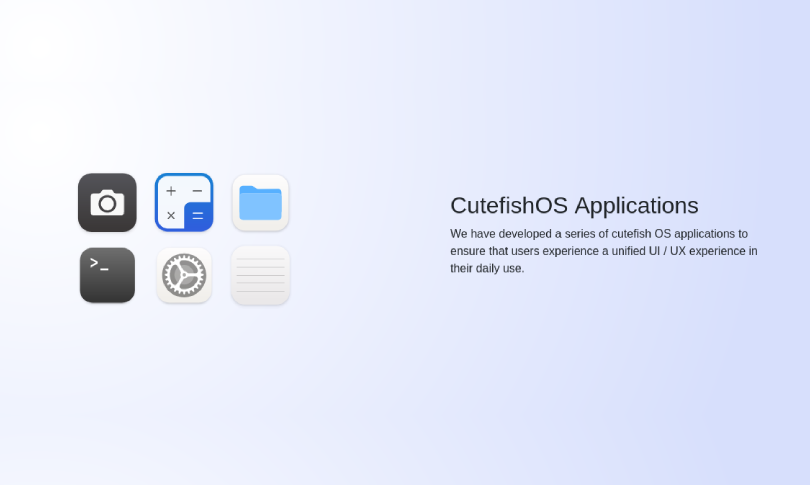 CutefishOS Applications
We have developed a series of cutefish OS applications to
ensure that users experience a unified UI / UX experience in
their daily use.